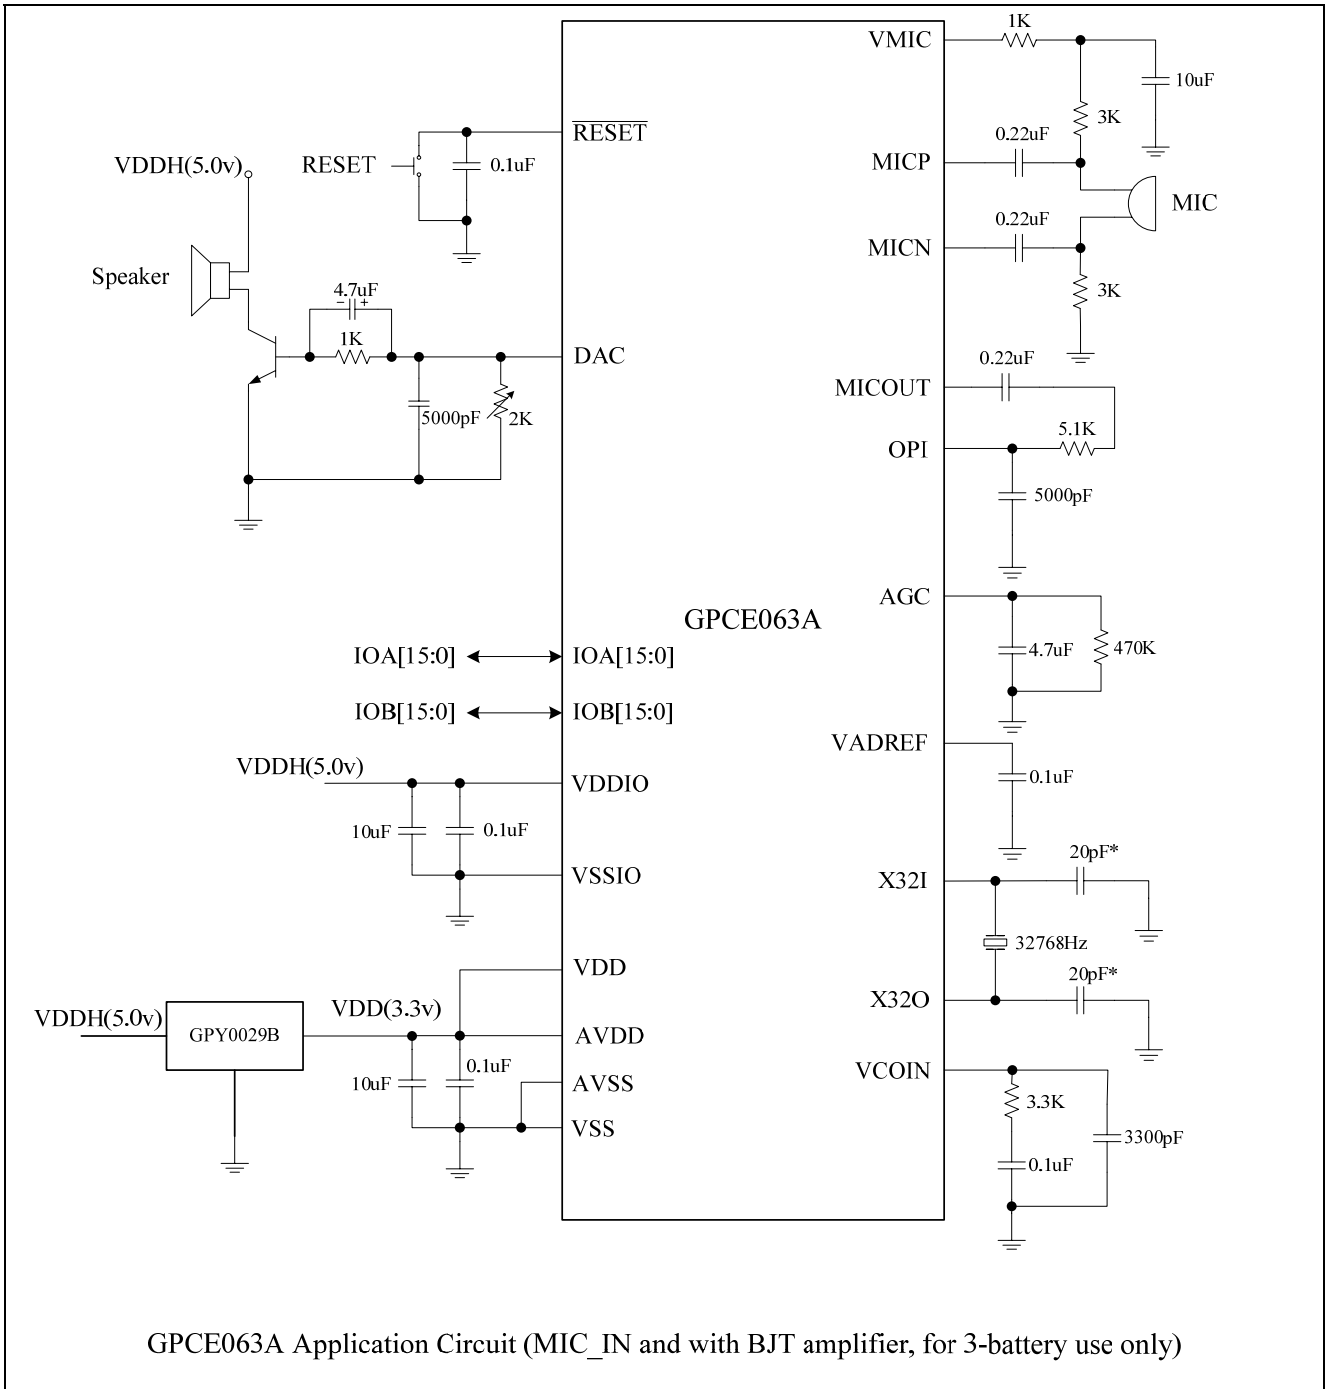 VMIC
1K
10uF
3K
RESET
RESET
0.1uF
VDDH(5.0v)
MICP
0.22uF
MIC
MICN
0.22uF
3K
Speaker
4.7uF
- +
1K
DAC
5000pF
2K
MICOUT
0.22uF
OPI
5.1K
5000pF
AGC
4.7uF
470K
GPCE063A
IOA[15:0]
IOA[15:0]
IOB[15:0]
IOB[15:0]
VADREF
0.1uF
VDDH(5.0v)
VDDIO
10uF
0.1uF
VSSIO
X32I
20pF*
32768Hz
X32O
20pF*
VDD
VDDH(5.0v)
GPY0029B
VDD(3.3v)
AVDD
10uF
0.1uF
AVSS
VSS
VCOIN
3.3K
3300pF
0.1uF
GPCE063A Application Circuit (MIC_IN and with BJT amplifier, for 3-battery use only)